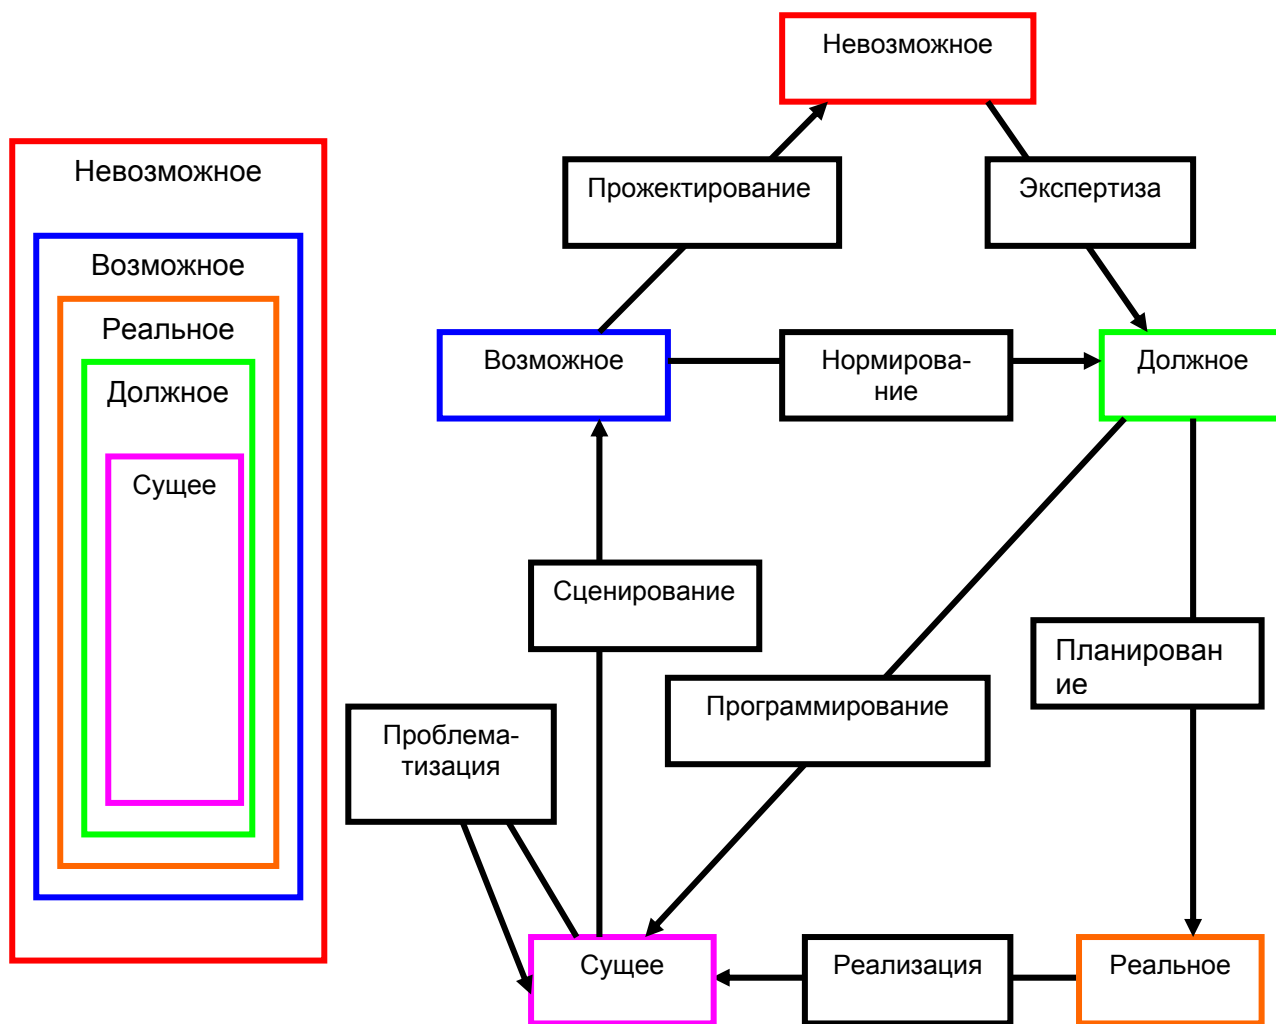 Невозможное
Возможное
Реальное
Должное
Сущее
Невозможное
Прожектирование
Экспертиза
Возможное
Нормирова-
ние
Должное
Сценирование
Планирован
ие
Программирование
Проблема-
тизация
Сущее
Реализация
Реальное